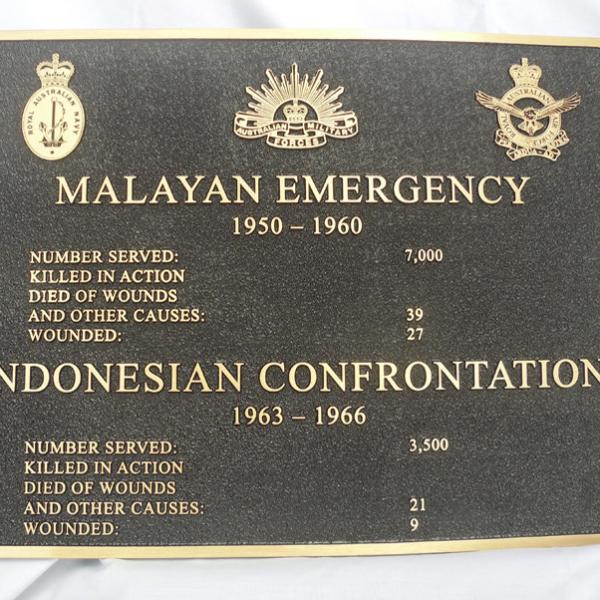 ROYAL AUSTRALIAN NAVY
AUSTRALIAN MILITARY
FORCES
AUSTRALIAN
MALAYAN EMERGENCY
1950 – 1960
NUMBER SERVED: 7,000
KILLED IN ACTION
DIED OF WOUNDS
AND OTHER CAUSES: 39
WOUNDED: 27
NDONESIAN CONFRONTATION
1963 – 1966
NUMBER SERVED: 3,500
KILLED IN ACTION
DIED OF WOUNDS
AND OTHER CAUSES: 21
WOUNDED: 9